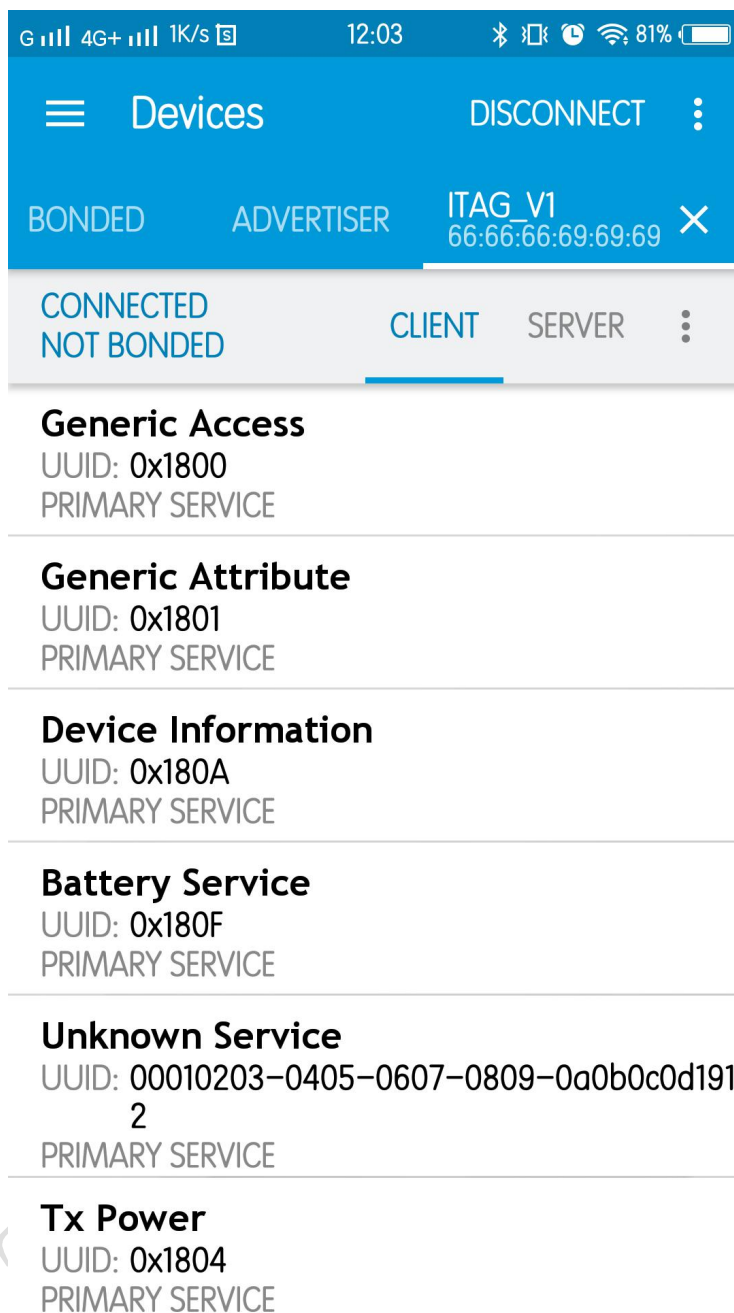 G 4G+ 1K/s S 12:03 81%
Devices DISCONNECT
BONDED ADVERTISER ITAG_V1
66:66:66:69:69:69
CONNECTED
NOT BONDED CLIENT SERVER
Generic Access
UUID: 0x1800
PRIMARY SERVICE
Generic Attribute
UUID: 0x1801
PRIMARY SERVICE
Device Information
UUID: 0x180A
PRIMARY SERVICE
Battery Service
UUID: 0x180F
PRIMARY SERVICE
Unknown Service
UUID: 00010203-0405-0607-0809-0a0b0c0d191
2
PRIMARY SERVICE
Tx Power
UUID: 0x1804
PRIMARY SERVICE